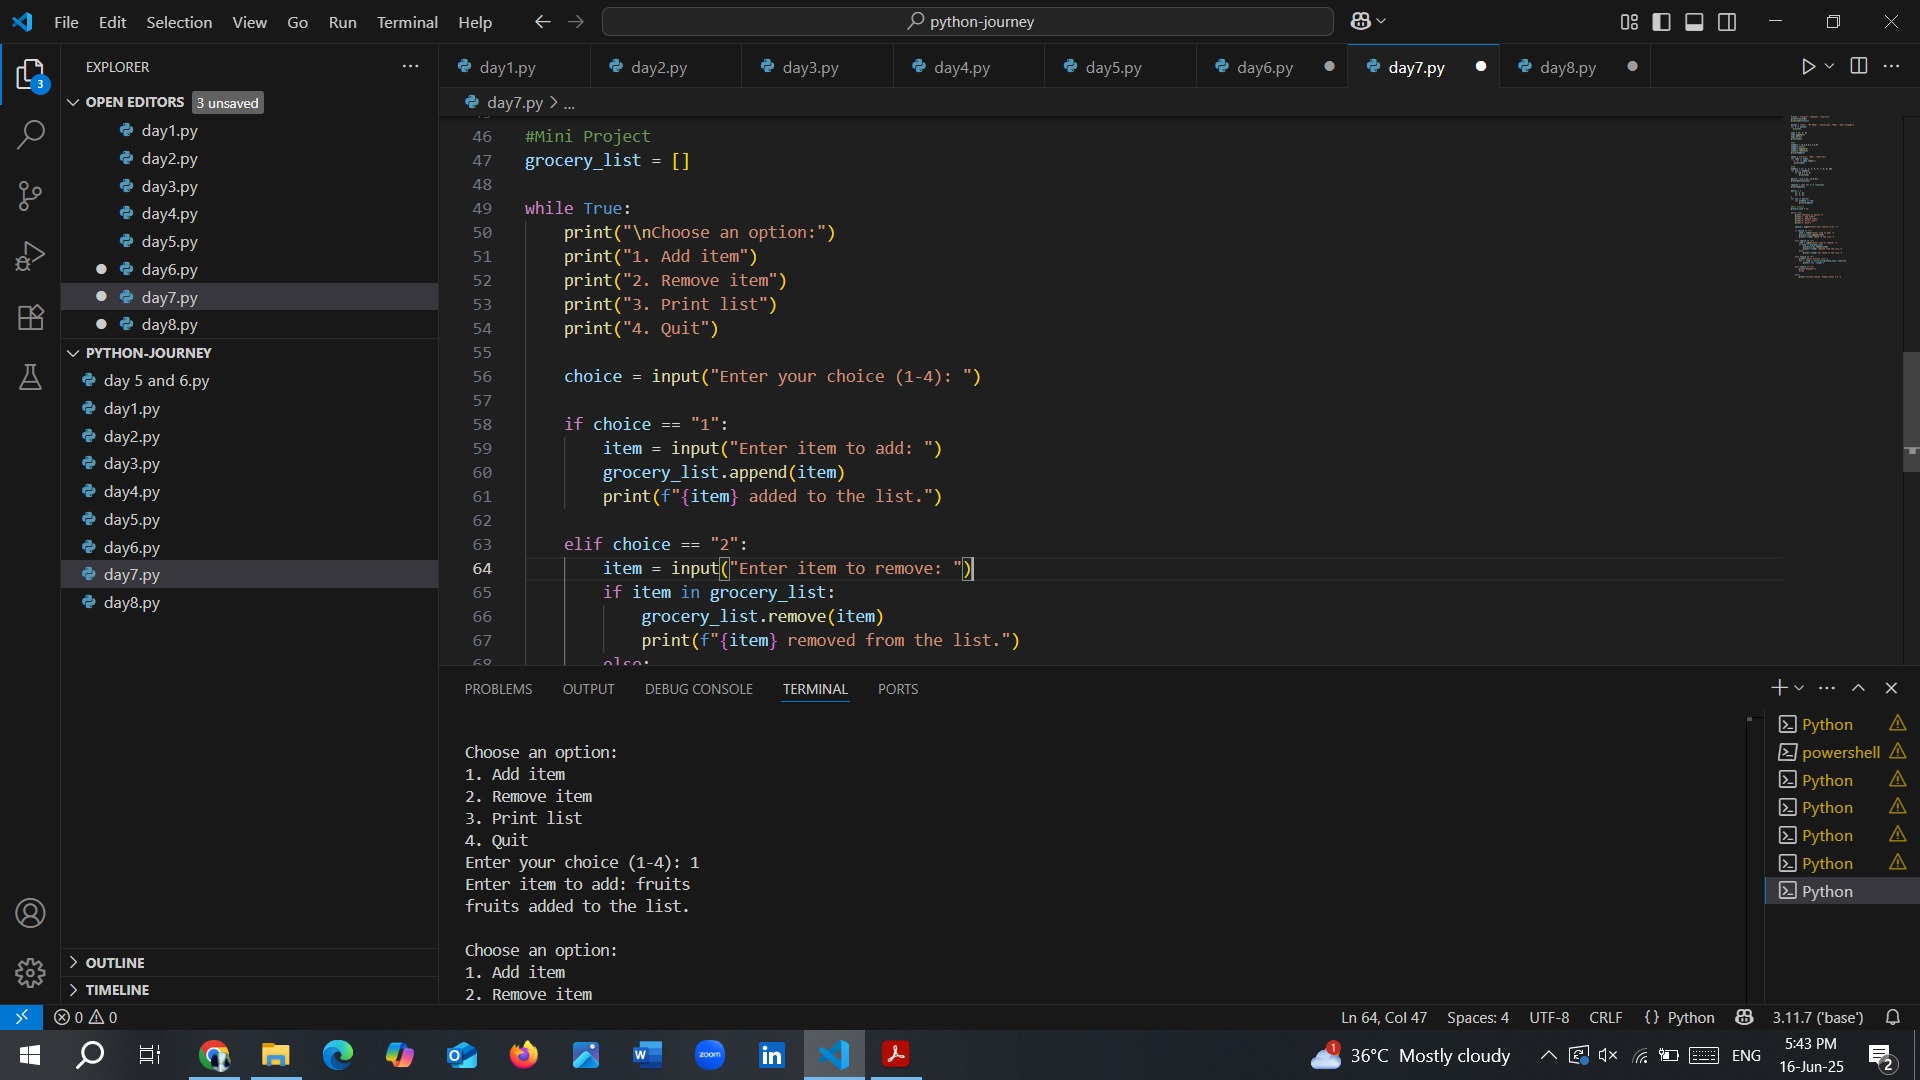 File Edit Selection View Go Run Terminal Help
python-journey
EXPLORER
3
OPEN EDITORS 3 unsaved
day1.py
day2.py
day3.py
day4.py
day5.py
day6.py
day7.py
day8.py
PYTHON-JOURNEY
day 5 and 6.py
day1.py
day2.py
day3.py
day4.py
day5.py
day6.py
day7.py
day8.py
OUTLINE
TIMELINE
day1.py day2.py day3.py day4.py day5.py day6.py day7.py day8.py
day7.py > ...
46 #Mini Project
47 grocery_list = []
48
49 while True:
50 print("\nChoose an option:")
51 print("1. Add item")
52 print("2. Remove item")
53 print("3. Print list")
54 print("4. Quit")
55
56 choice = input("Enter your choice (1-4): ")
57
58 if choice == "1":
59 item = input("Enter item to add: ")
60 grocery_list.append(item)
61 print(f"{item} added to the list.")
62
63 elif choice == "2":
64 item = input("Enter item to remove: ")
65 if item in grocery_list:
66 grocery_list.remove(item)
67 print(f"{item} removed from the list.")
68 else:
PROBLEMS OUTPUT DEBUG CONSOLE TERMINAL PORTS
Choose an option:
1. Add item
2. Remove item
3. Print list
4. Quit
Enter your choice (1-4): 1
Enter item to add: fruits
fruits added to the list.
Choose an option:
1. Add item
2. Remove item
Python
powershell
Python
Python
Python
Python
Python
0 0
Ln 64, Col 47 Spaces: 4 UTF-8 CRLF {} Python 3.11.7 ('base')
zoom
1
36°C Mostly cloudy
ENG
5:43 PM
16-Jun-25
2